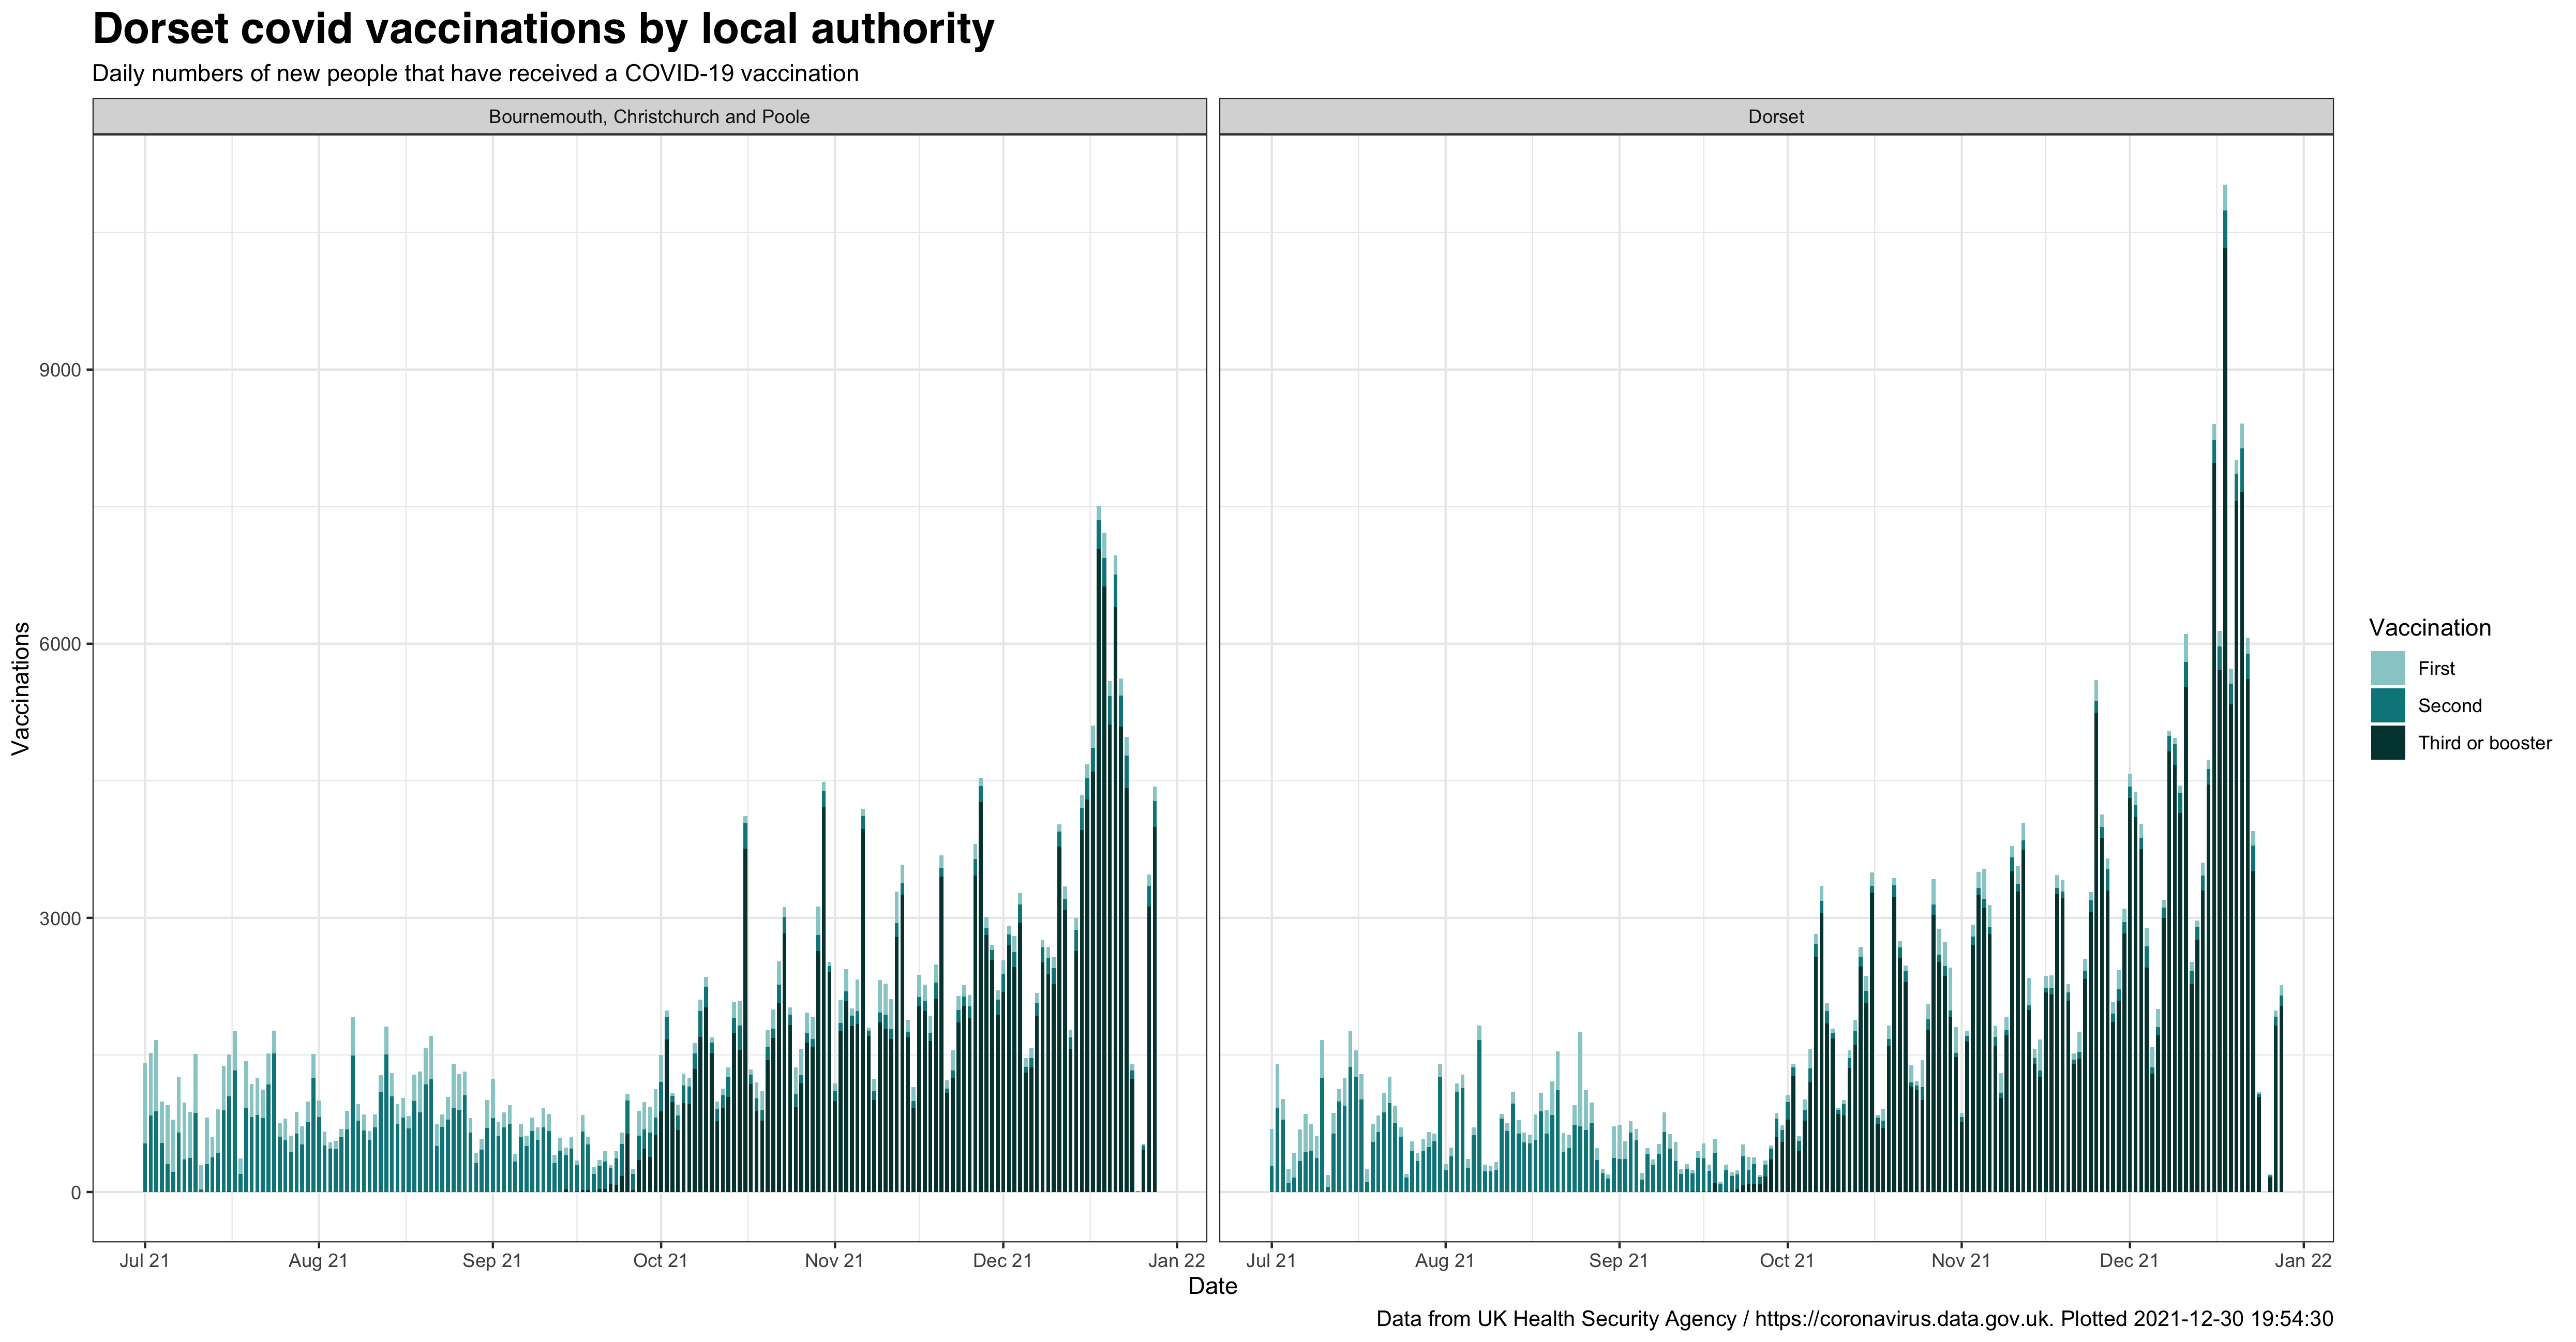 Dorset covid vaccinations by local authority
Daily numbers of new people that have received a COVID-19 vaccination
Bournemouth, Christchurch and Poole
Dorset
Vaccinations
9000
6000
3000
0
Jul 21 Aug 21 Sep 21 Oct 21 Nov 21 Dec 21 Jan 22
Jul 21 Aug 21 Sep 21 Oct 21 Nov 21 Dec 21 Jan 22
Date
Vaccination
First
Second
Third or booster
Data from UK Health Security Agency / https://coronavirus.data.gov.uk. Plotted 2021-12-30 19:54:30